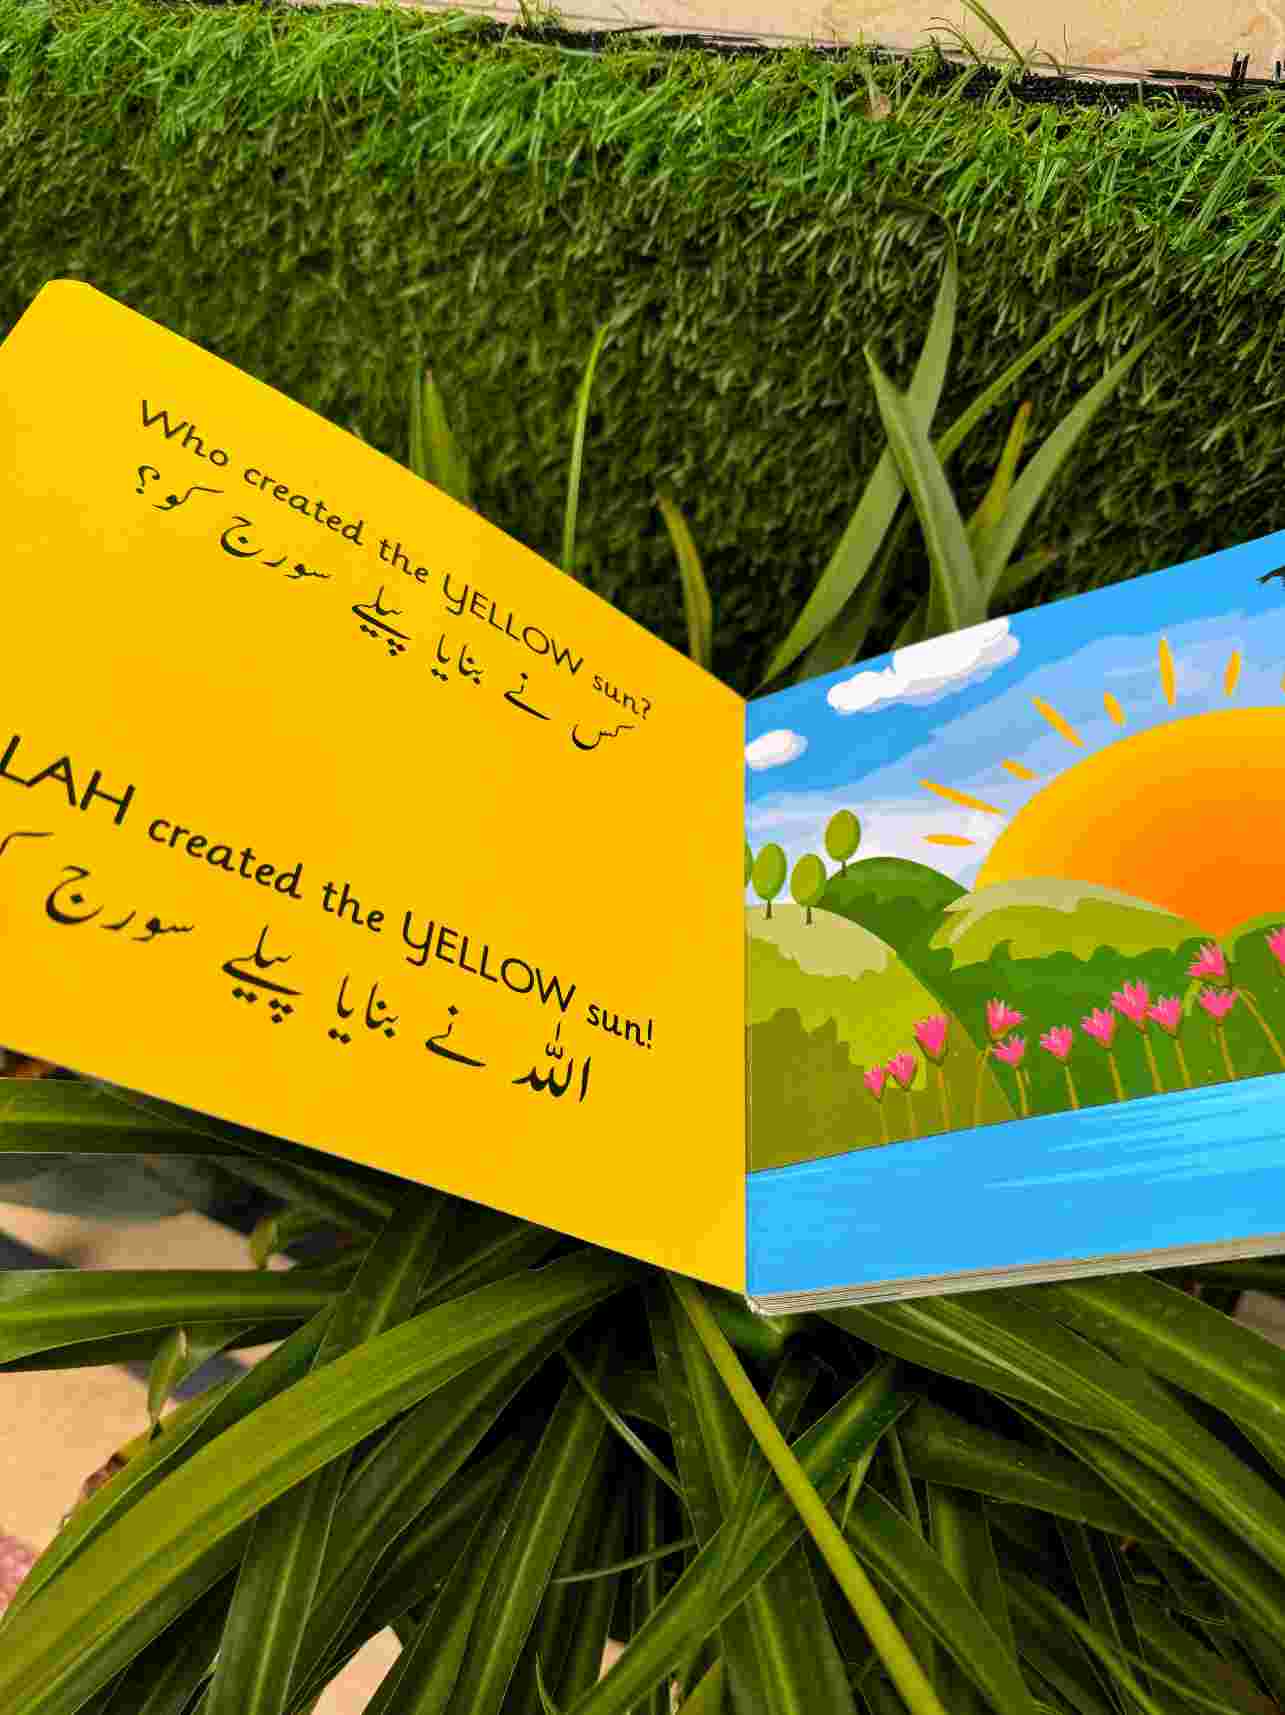 Who created the YELLOW sun?
کس نے بنایا پیلے سورج کو؟
LAH created the YELLOW sun!
اللہ نے بنایا پیلے سورج